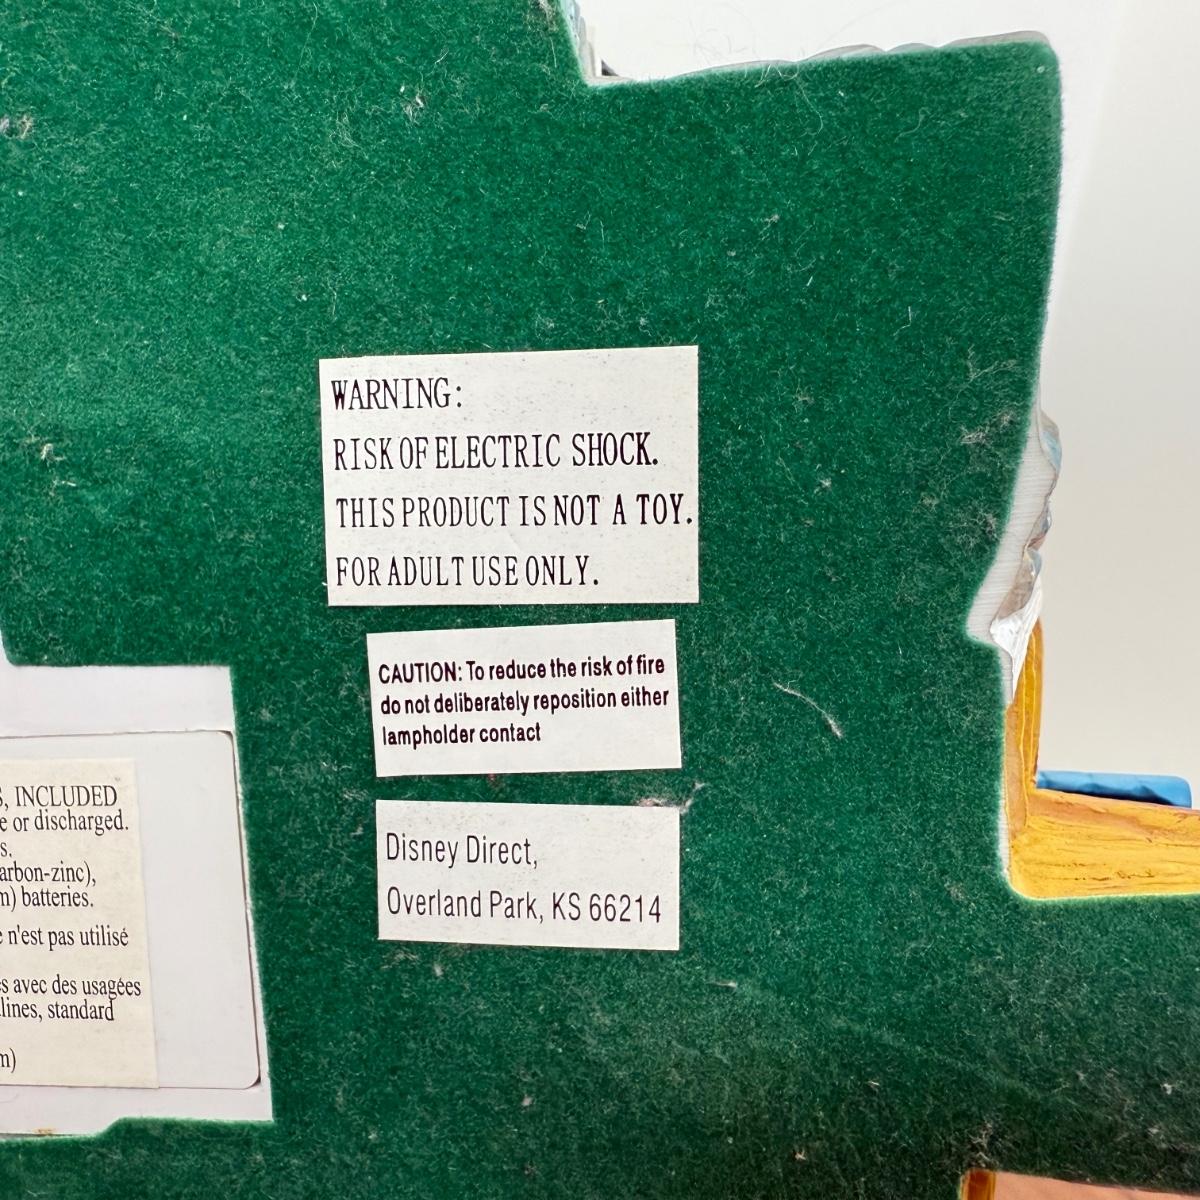 WARNING:
RISK OF ELECTRIC SHOCK.
THIS PRODUCT IS NOT A TOY.
FOR ADULT USE ONLY.
CAUTION: To reduce the risk of fire
do not deliberately reposition either
lampholder contact
Disney Direct,
Overland Park, KS 66214
, INCLUDED
or discharged.
batteries.
n'est pas utilisé
avec des usagées
standard